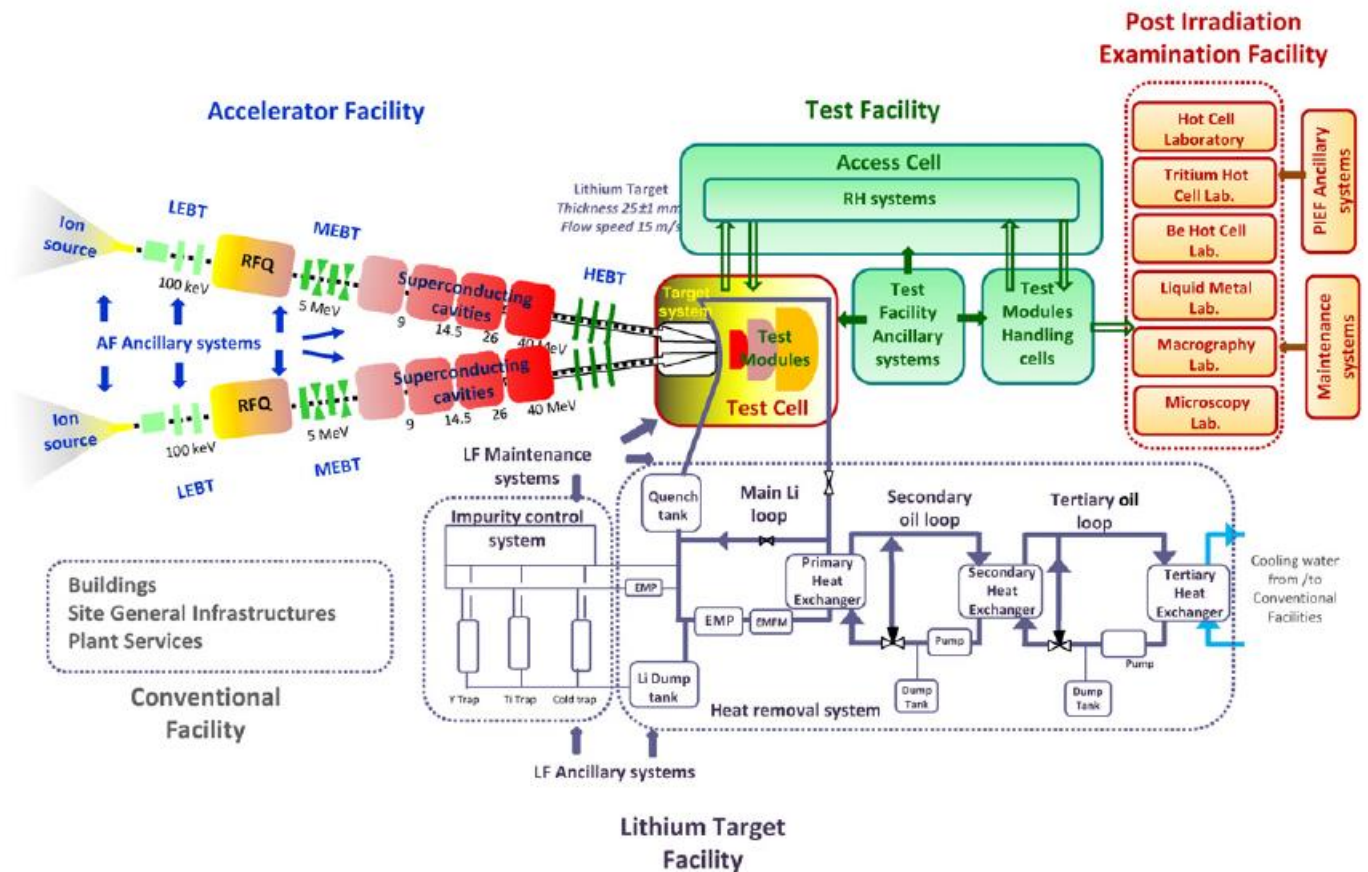 Post Irradiation
Examination Facility
Accelerator Facility
Test Facility
Ion
source
LEBT
100 keV
RFQ
MEBT
5 MeV
Superconducting
cavities
9
14.5
26
40 MeV
HEBT
AF Ancillary systems
Ion
source
LEBT
100 keV
RFQ
MEBT
5 MeV
Superconducting
cavities
9
14.5
26
40 MeV
Lithium Target
Thickness 25±1 mm
Flow speed 15 m/s
Access Cell
RH systems
Target
system
Test
Modules
Test Cell
Test
Facility
Ancillary
systems
Test
Modules
Handling
cells
Hot Cell
Laboratory
Tritium Hot
Cell Lab.
Be Hot Cell
Lab.
Liquid Metal
Lab.
Macrography
Lab.
Microscopy
Lab.
PIEF Ancillary
systems
Maintenance
systems
LF Maintenance
systems
Impurity control
system
Y Trap
Ti Trap
Cold trap
Quench
tank
Main Li
loop
EMP
EMP
EMFM
Li Dump
tank
Primary
Heat
Exchanger
Secondary
oil loop
Pump
Dump
Tank
Secondary
Heat
Exchanger
Tertiary oil
loop
Pump
Dump
Tank
Tertiary
Heat
Exchanger
Cooling water
from /to
Conventional
Facilities
Heat removal system
LF Ancillary systems
Buildings
Site General Infrastructures
Plant Services
Conventional
Facility
Lithium Target
Facility